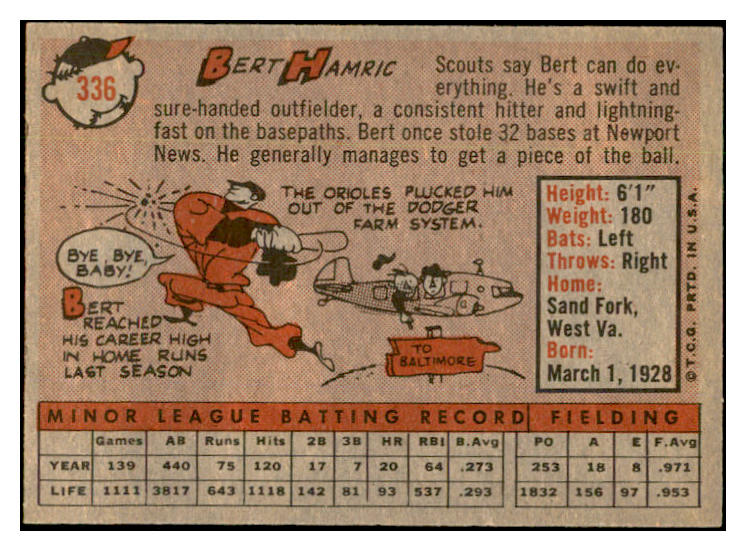 336
BERT HAMRIC
Scouts say Bert can do ev-
erything. He's a swift and
sure-handed outfielder, a consistent hitter and lightning-
fast on the basepaths. Bert once stole 32 bases at Newport
News. He generally manages to get a piece of the ball.
THE ORIOLES PLUCKED HIM
OUT OF THE DODGER
FARM SYSTEM.
BYE, BYE,
BABY!
BERT
REACHED
HIS CAREER HIGH
IN HOME RUNS
LAST SEASON
TO
BALTIMORE
Height: 6'1"
Weight: 180
Bats: Left
Throws: Right
Home:
Sand Fork,
West Va.
Born:
March 1, 1928
©T.C.G. PRTD. IN U.S.A.
MINOR LEAGUE BATTING RECORD FIELDING
Games AB Runs Hits 2B 3B HR RBI B.Avg PO A E F.Avg
YEAR 139 440 75 120 17 7 20 64 .273 253 18 8 .971
LIFE 1111 3817 643 1118 142 81 93 537 .293 1832 156 97 .953